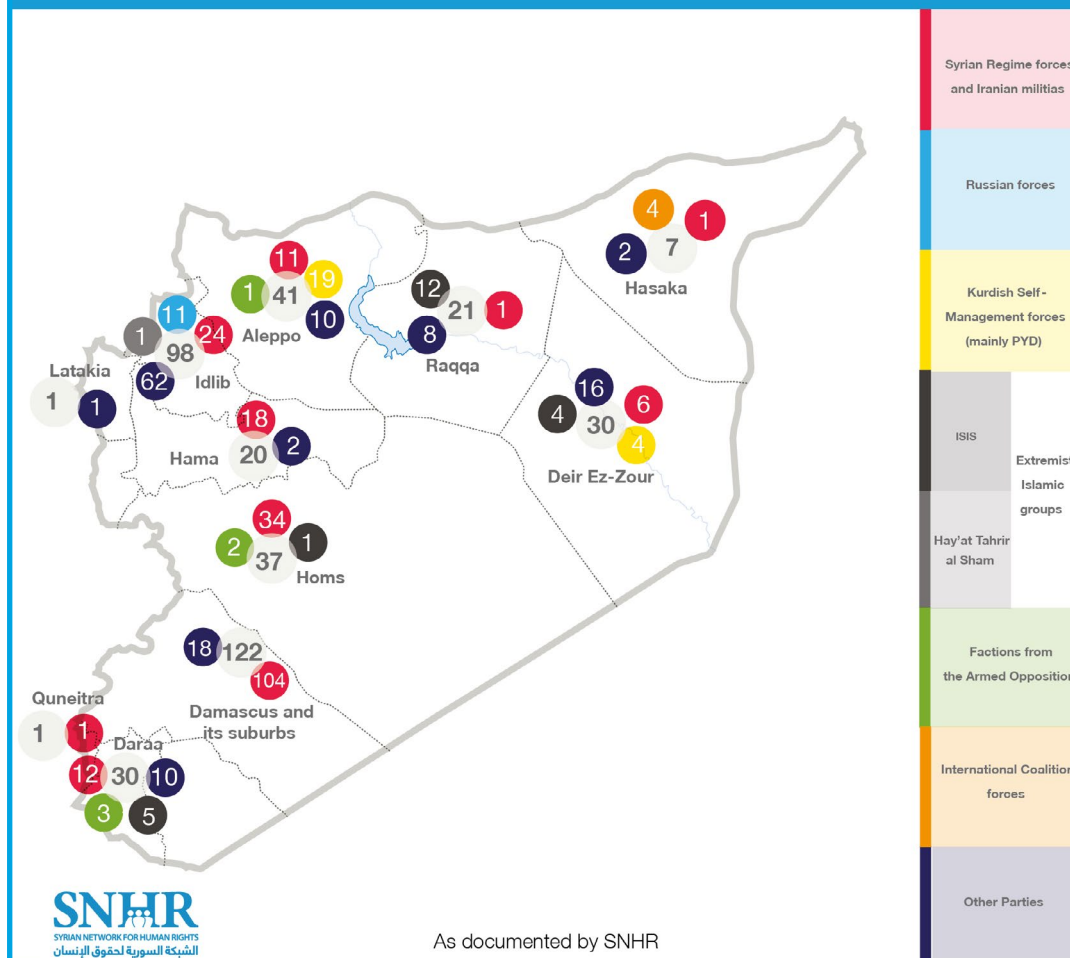 4
1
2
7
Hasaka
11
1
19
41
10
Aleppo
12
21
1
8
Raqqa
11
1
24
98
62
Idlib
Latakia
1
1
16
6
4
30
4
Deir Ez-Zour
18
20
2
Hama
34
2
1
37
Homs
18
122
104
Damascus and
its suburbs
Quneitra
1
1
Daraa
12
30
10
3
5
Syrian Regime forces
and Iranian militias
Russian forces
Kurdish Self -
Management forces
(mainly PYD)
ISIS
Extremist
Islamic
groups
Hay'at Tahrir
al Sham
Factions from
the Armed Opposition
International Coalition
forces
Other Parties
SNHR
SYRIAN NETWORK FOR HUMAN RIGHTS
الشبكة السورية لحقوق الإنسان
As documented by SNHR